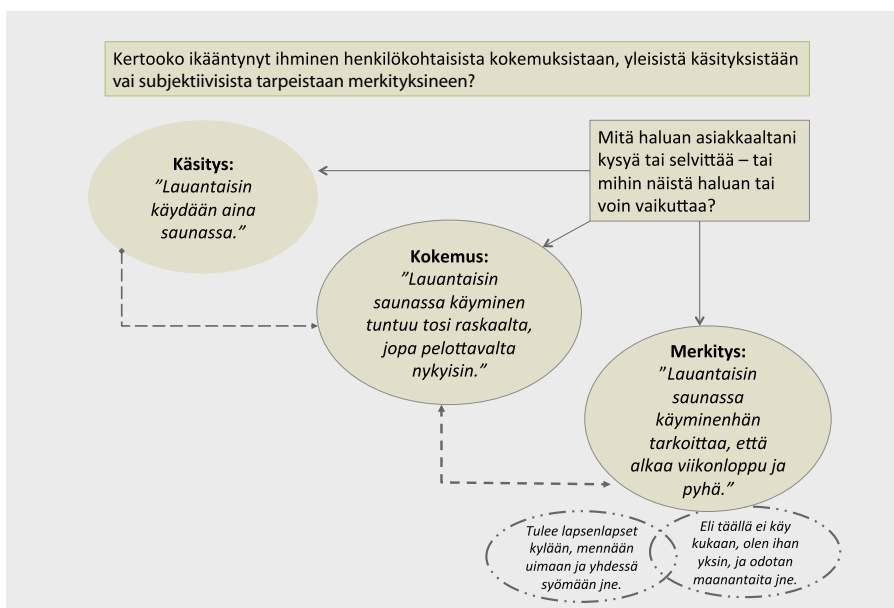 Kertooko ikääntynyt ihminen henkilökohtaisista kokemuksistaan, yleisistä käsityksistään
vai subjektiivisista tarpeistaan merkityksineen?
Mitä haluan asiakkaaltani
kysyä tai selvittää – tai
mihin näistä haluan tai
voin vaikuttaa?
Käsitys:
”Lauantaisin
käydään aina
saunassa.”
Kokemus:
”Lauantaisin
saunassa käyminen
tuntuu tosi raskaalta,
jopa pelottavalta
nykyisin.”
Merkitys:
”Lauantaisin
saunassa
käyminenhän
tarkoittaa, että
alkaa viikonloppu ja
pyhä.”
Tulee lapsenlapset
kylään, mennään
uimaan ja yhdessä
syömään jne.
Eli täällä ei käy
kukaan, olen ihan
yksin, ja odotan
maanantaita jne.